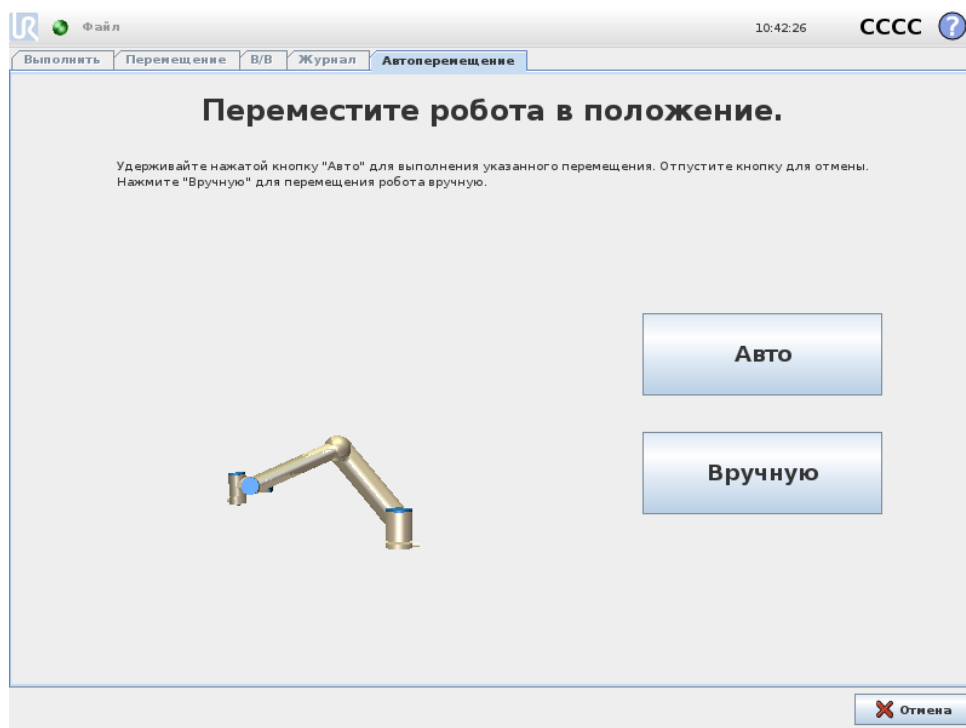 UR Файл 10:42:26 CCCC ?
Выполнить Перемещение В/В Журнал Автоперемещение
Переместите робота в положение.
Удерживайте нажатой кнопку "Авто" для выполнения указанного перемещения. Отпустите кнопку для отмены.
Нажмите "Вручную" для перемещения робота вручную.
Авто
Вручную
Отмена